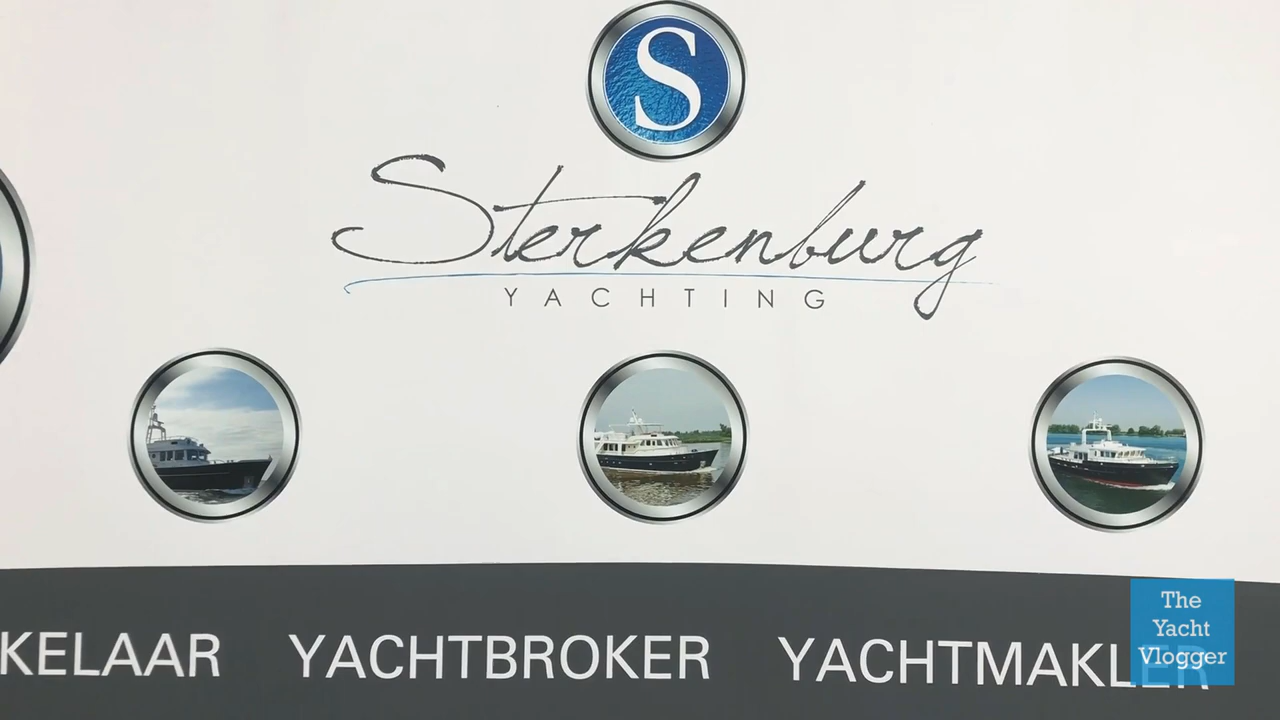 S
Sterkenburg
YACHTING
KELAAR YACHTBROKER YACHTMAKLER
The
Yacht
Vlogger